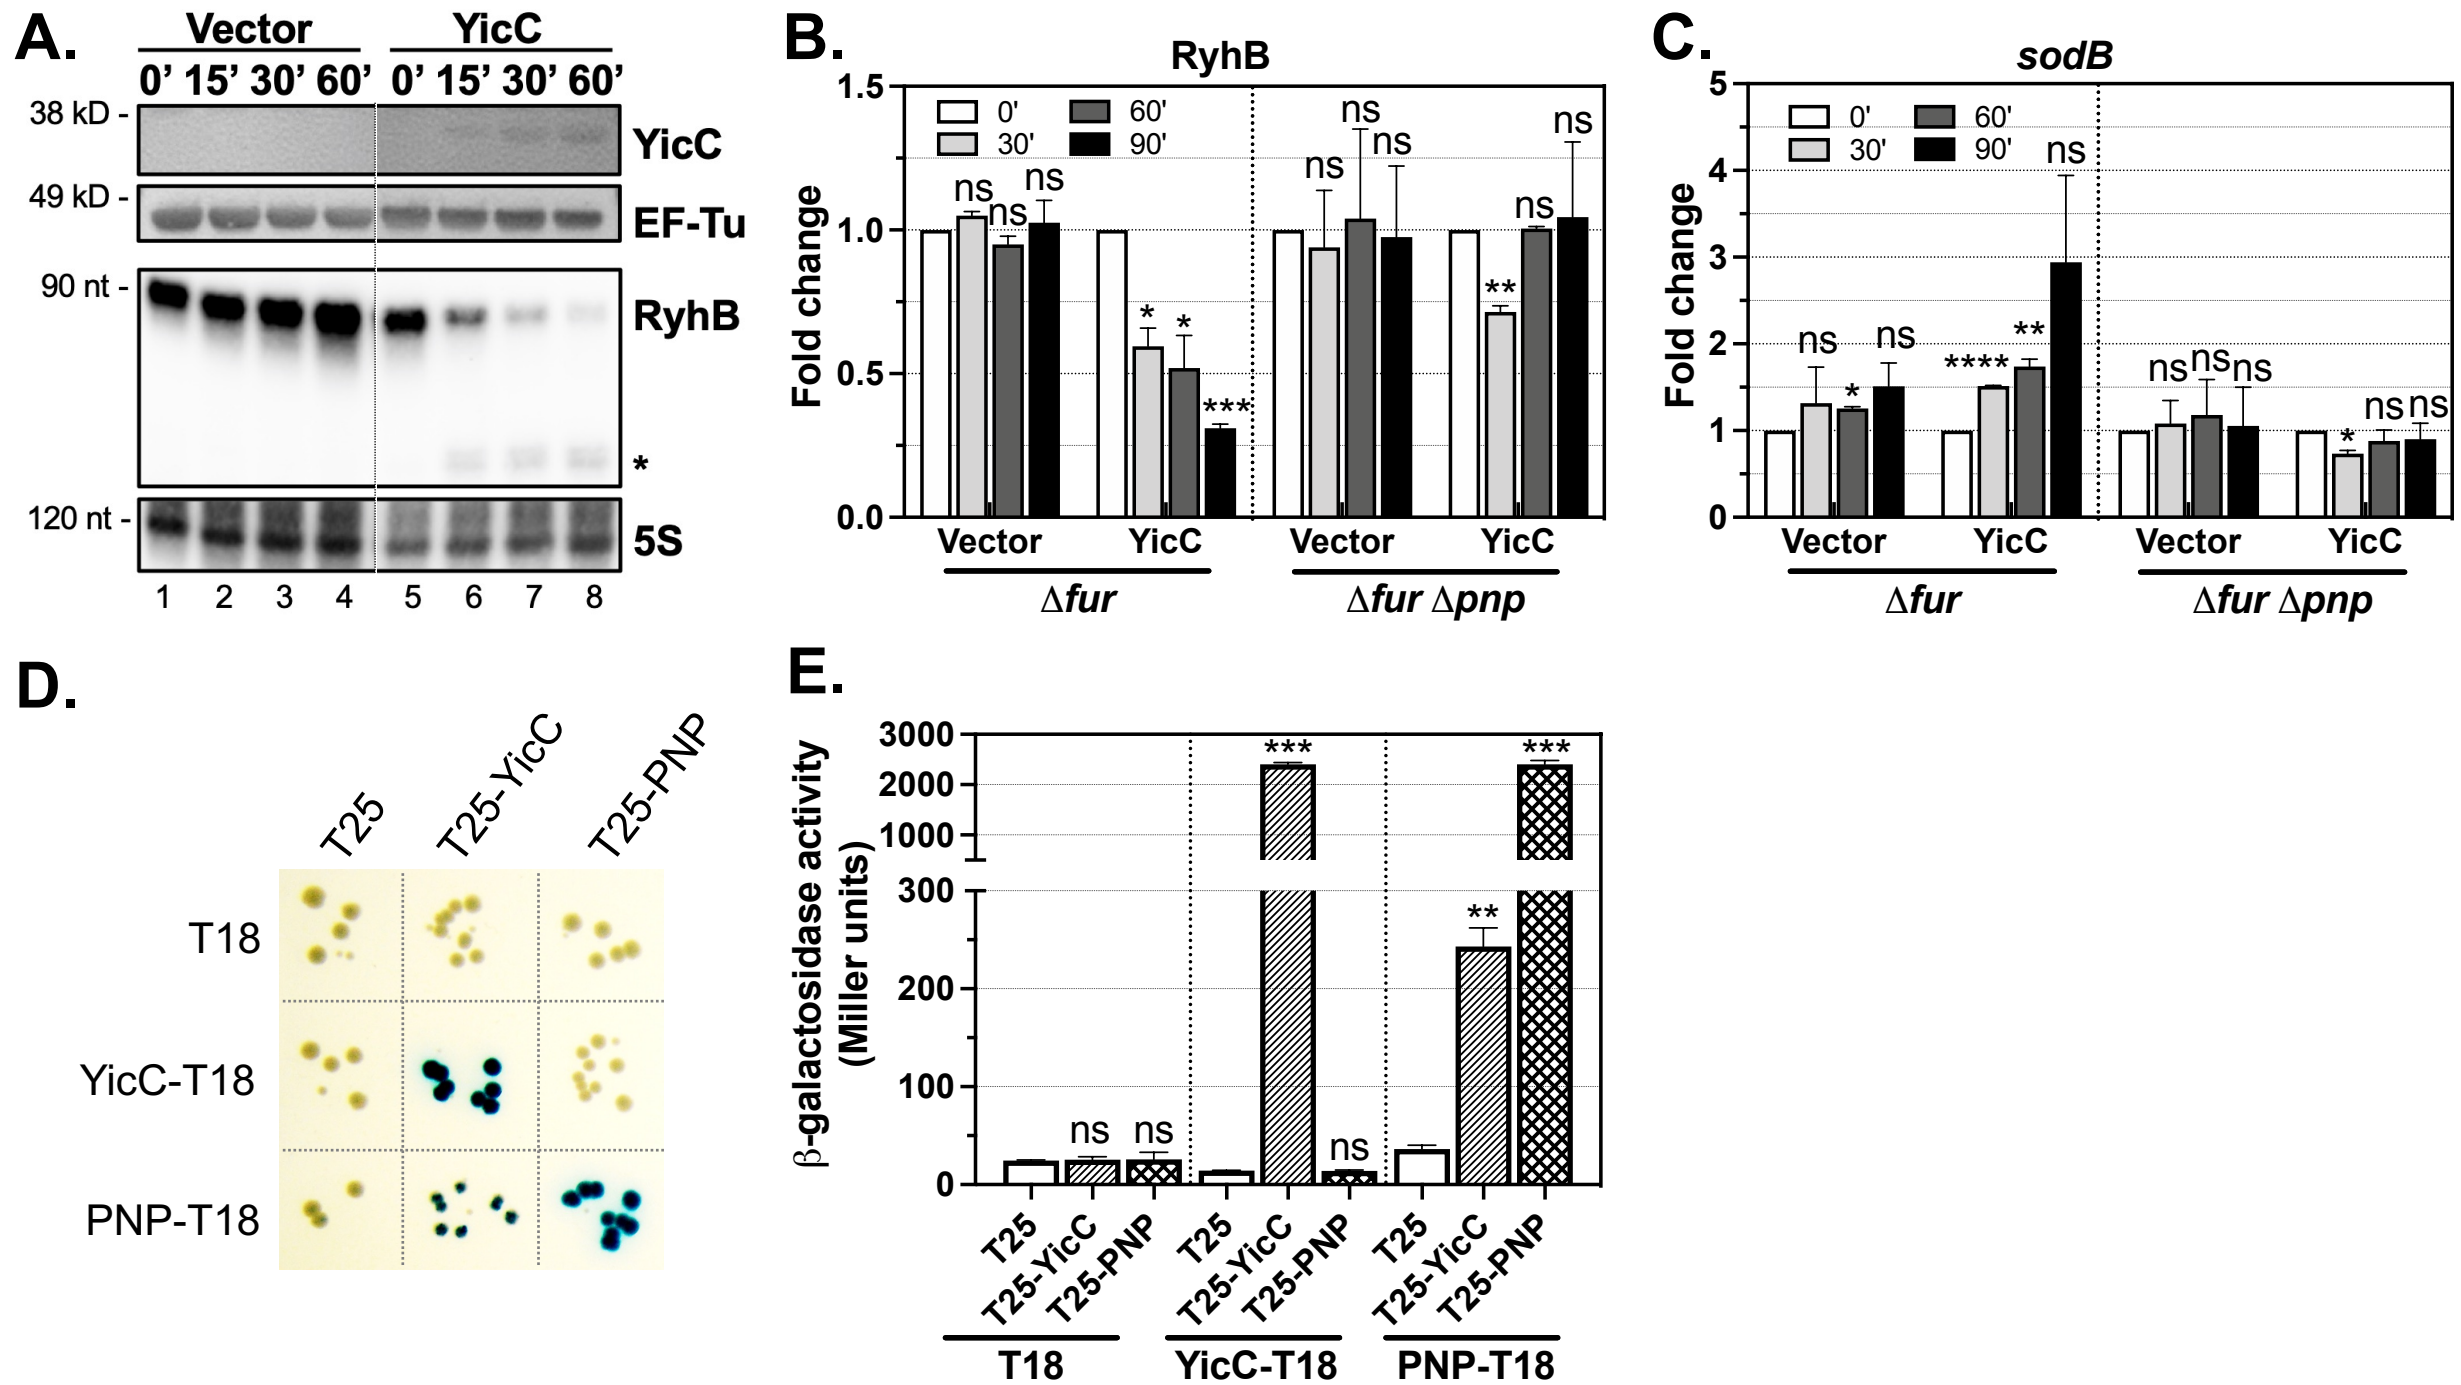 A.
Vector YicC
0’ 15’ 30’ 60’ 0’ 15’ 30’ 60’
38 kD -
YicC
49 kD -
EF-Tu
90 nt -
RyhB
*
120 nt -
5S
1 2 3 4 5 6 7 8
B.
RyhB
Fold change
1.5
1.0
0.5
0.0
0' 60'
30' 90'
ns ns ns
* * ***
ns ns ns
** ns ns
Vector YicC Vector YicC
Δfur Δfur Δpnp
C.
sodB
Fold change
5
4
3
2
1
0
0' 60'
30' 90'
ns * ns
**** ** ns
ns ns ns
* ns ns
Vector YicC Vector YicC
Δfur Δfur Δpnp
D.
T25 T25-YicC T25-PNP
T18
YicC-T18
PNP-T18
E.
β-galactosidase activity
(Miller units)
3000
2000
1000
300
200
100
0
ns ns *** ns ** ***
T25 T25-YicC T25-PNP T25 T25-YicC T25-PNP T25 T25-YicC T25-PNP
T18 YicC-T18 PNP-T18